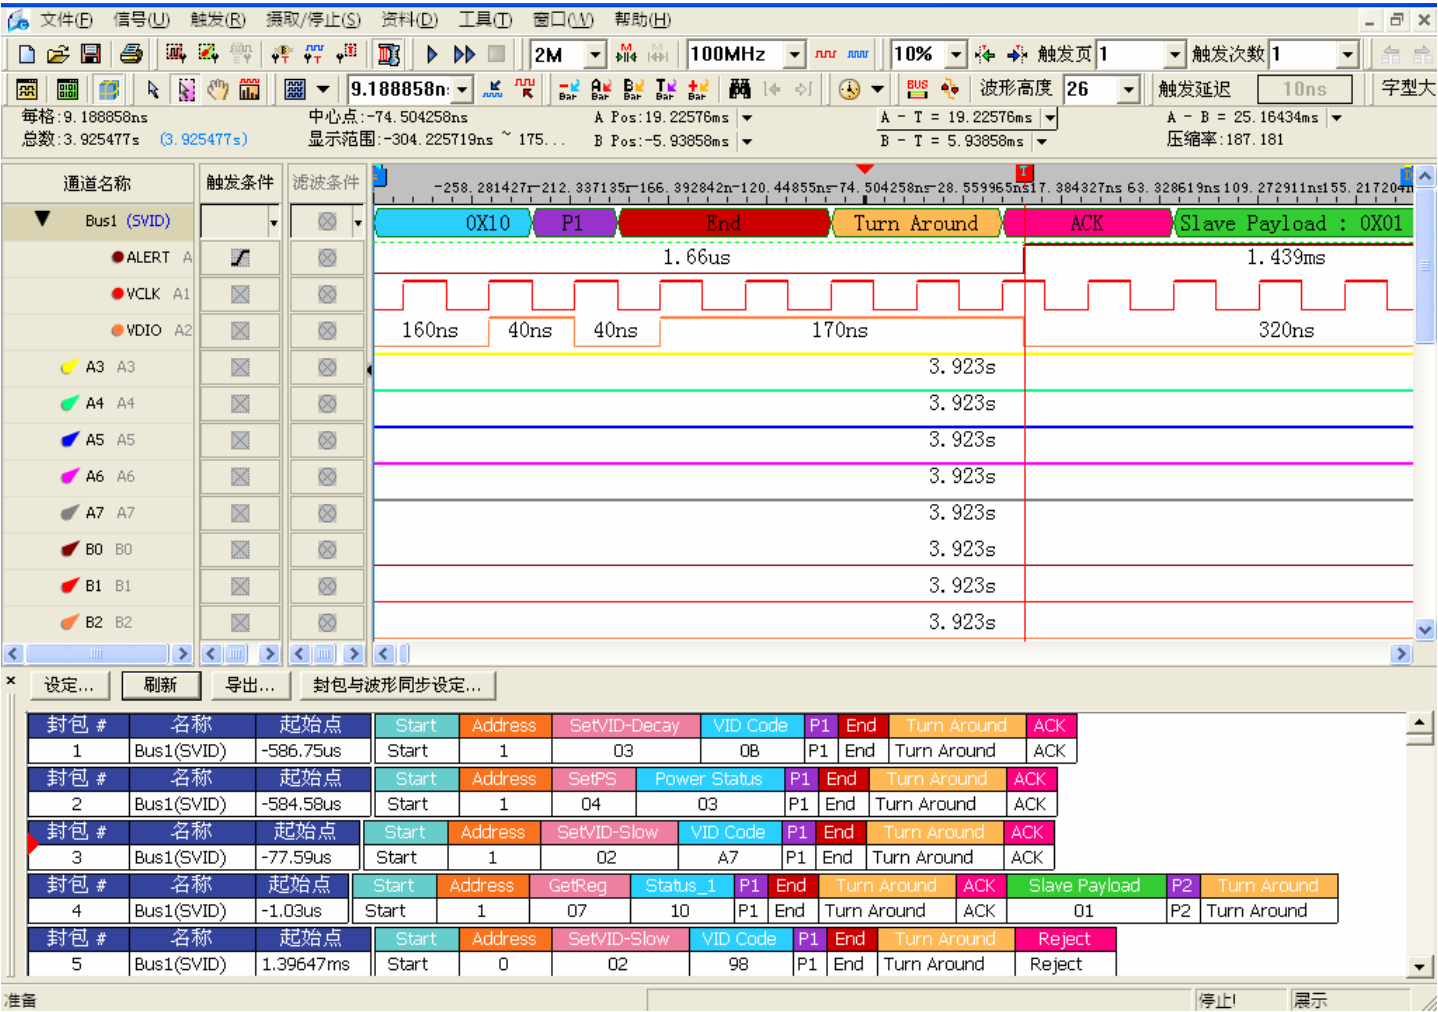 文件(F) 信号(U) 触发(R) 摄取/停止(S) 资料(D) 工具(T) 窗口(W) 帮助(H)
2M 100MHz 10% 触发页 1 触发次数 1
9.188858n: Bar Bar Bar Bar Bar BUS 波形高度 26 触发延迟 10ns 字型大
每格:9.188858ns 中心点:-74.504258ns A Pos:19.22576ms A - T = 19.22576ms A - B = 25.16434ms
总数:3.925477s (3.925477s) 显示范围:-304.225719ns ~ 175... B Pos:-5.93858ms B - T = 5.93858ms 压缩率:187.181
通道名称 触发条件 滤波条件 -258.281427r-212.337135r-166.392842n-120.44855ns-74.504258ns-28.559965ns17.384327ns 63.328619ns109.272911ns155.217204n
T
Bus1 (SVID) 0X10 P1 End Turn Around ACK Slave Payload : 0X01
ALERT A 1.66us 1.439ms
VCLK A1
VDIO A2 160ns 40ns 40ns 170ns 320ns
A3 A3 3.923s
A4 A4 3.923s
A5 A5 3.923s
A6 A6 3.923s
A7 A7 3.923s
B0 B0 3.923s
B1 B1 3.923s
B2 B2 3.923s
设定... 刷新 导出... 封包与波形同步设定...
封包 # 名称 起始点 Start Address SetVID-Decay VID Code P1 End Turn Around ACK
1 Bus1(SVID) -586.75us Start 1 03 0B P1 End Turn Around ACK
封包 # 名称 起始点 Start Address SetPS Power Status P1 End Turn Around ACK
2 Bus1(SVID) -584.58us Start 1 04 03 P1 End Turn Around ACK
封包 # 名称 起始点 Start Address SetVID-Slow VID Code P1 End Turn Around ACK
3 Bus1(SVID) -77.59us Start 1 02 A7 P1 End Turn Around ACK
封包 # 名称 起始点 Start Address GetReg Status_1 P1 End Turn Around ACK Slave Payload P2 Turn Around
4 Bus1(SVID) -1.03us Start 1 07 10 P1 End Turn Around ACK 01 P2 Turn Around
封包 # 名称 起始点 Start Address SetVID-Slow VID Code P1 End Turn Around Reject
5 Bus1(SVID) 1.39647ms Start 0 02 98 P1 End Turn Around Reject
准备 停止! 展示